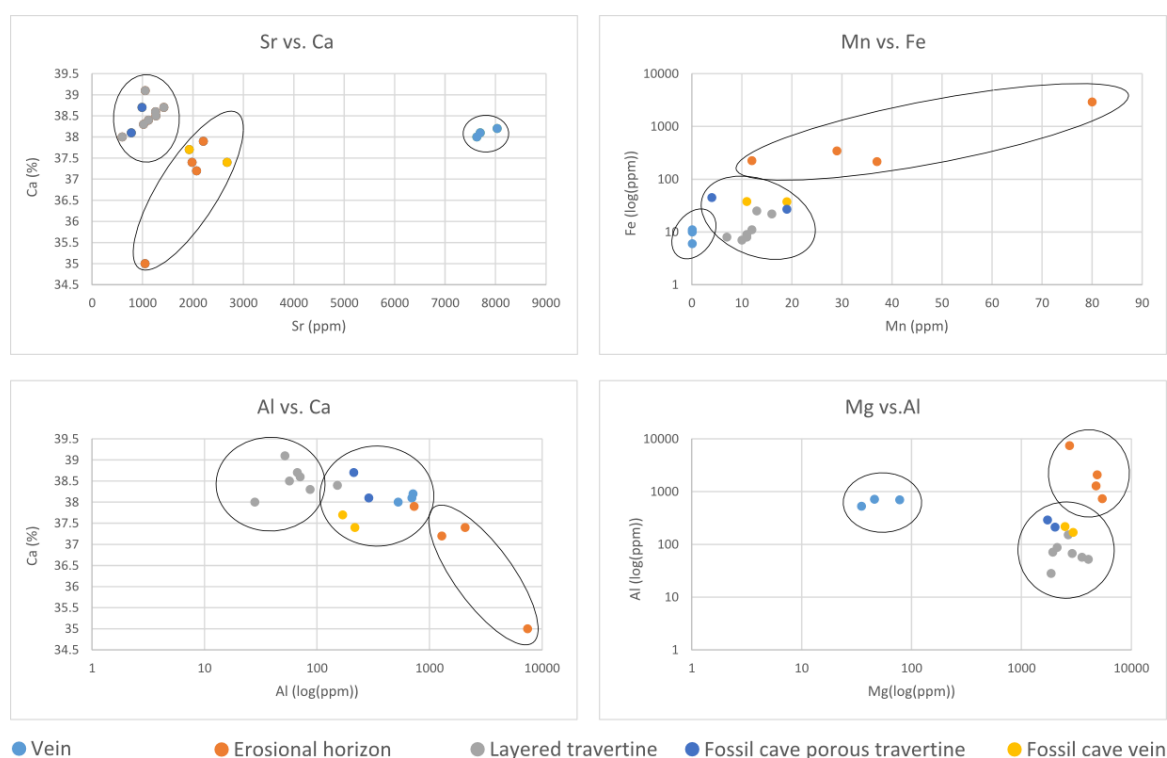 Sr vs. Ca
39.5
39
38.5
38
37.5
37
36.5
36
35.5
35
34.5
Ca (%)
0 1000 2000 3000 4000 5000 6000 7000 8000 9000
Sr (ppm)
Mn vs. Fe
10000
1000
100
10
1
Fe (log(ppm))
0 10 20 30 40 50 60 70 80 90
Mn (ppm)
Al vs. Ca
39.5
39
38.5
38
37.5
37
36.5
36
35.5
35
34.5
Ca (%)
1 10 100 1000 10000
Al (log(ppm))
Mg vs.Al
10000
1000
100
10
1
Al (log(ppm))
1 10 100 1000 10000
Mg(log(ppm))
Vein Erosional horizon Layered travertine Fossil cave porous travertine Fossil cave vein